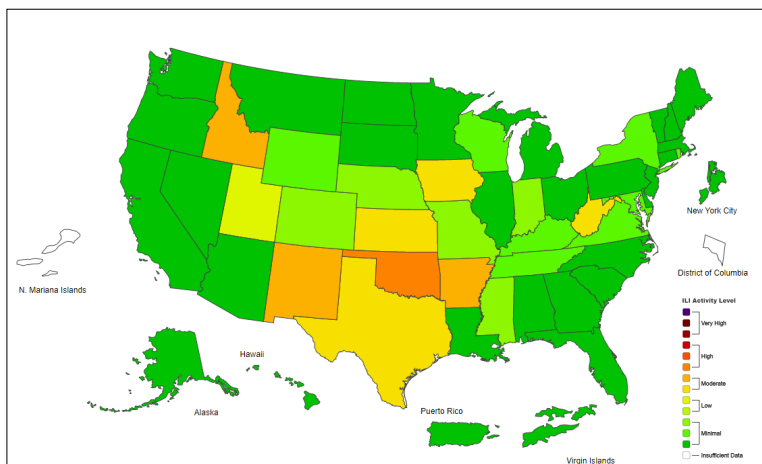 New York City
N. Mariana Islands
District of Columbia
ILI Activity Level
Very High
High
Moderate
Low
Minimal
Insufficient Data
Hawaii
Alaska
Puerto Rico
Virgin Islands